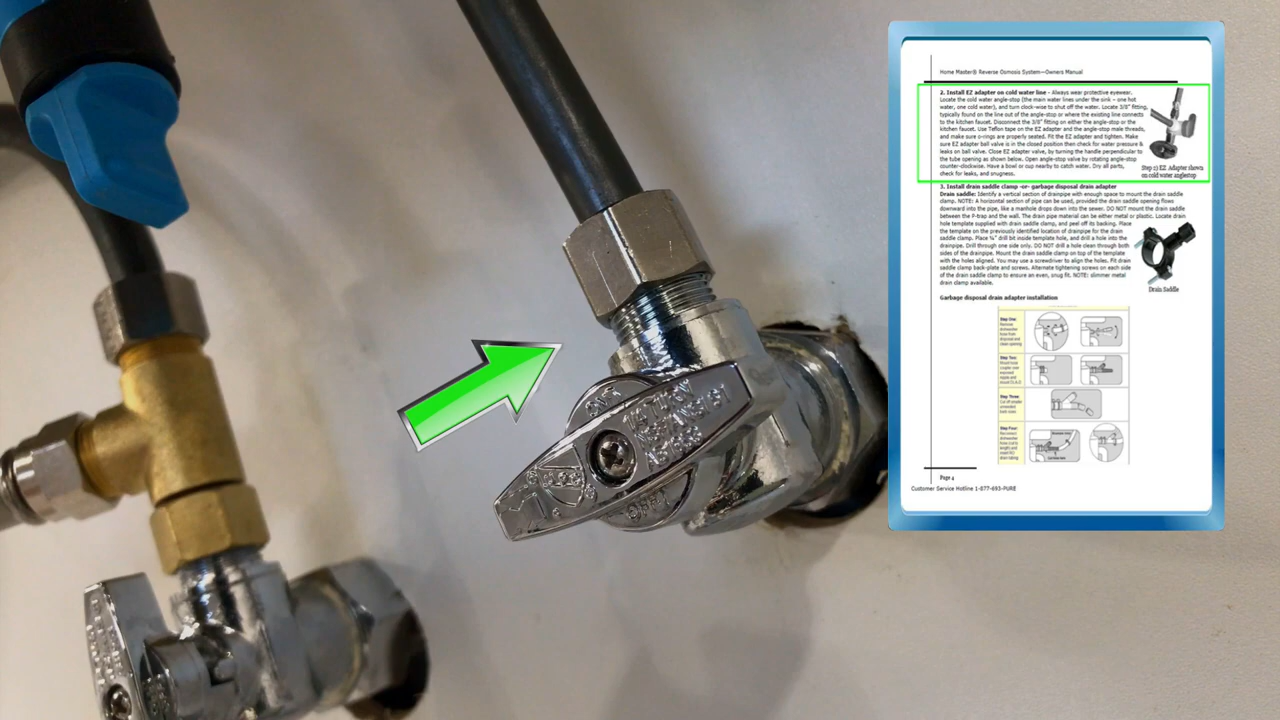 Home Master® Reverse Osmosis System—Owners Manual
2. Install EZ adapter on cold water line - Always wear protective eyewear.
Locate the cold water angle-stop (the main water lines under the sink – one hot
water, one cold water), and turn clock-wise to shut off the water. Locate 3/8" fitting,
typically found on the line out of the angle-stop or where the existing line connects
to the kitchen faucet. Disconnect the 3/8" fitting on either the angle-stop or the
kitchen faucet. Use Teflon tape on the EZ adapter and the angle-stop male threads,
and make sure o-rings are properly seated. Fit the EZ adapter and tighten. Make
sure EZ adapter ball valve is in the closed position then check for water pressure &
leaks on ball valve. Close EZ adapter valve, by turning the handle perpendicular to
the tube opening as shown below. Open angle-stop valve by rotating angle-stop
counter-clockwise. Have a bowl or cup nearby to catch water. Dry all parts,
check for leaks, and snugness.
Step 2) EZ Adapter shown
on cold water anglestop
3. Install drain saddle clamp -or- garbage disposal drain adapter
Drain saddle: Identify a vertical section of drainpipe with enough space to mount the drain saddle
clamp. NOTE: A horizontal section of pipe can be used, provided the drain saddle opening flows
downward into the pipe, like a manhole drops down into the sewer. DO NOT mount the drain saddle
between the P-trap and the wall. The drain pipe material can be either metal or plastic. Locate drain
hole template supplied with drain saddle clamp, and peel off its backing. Place
the template on the previously identified location of drainpipe for the drain
saddle clamp. Place ¼" drill bit inside template hole, and drill a hole into the
drainpipe. Drill through one side only. DO NOT drill a hole clean through both
sides of the drainpipe. Mount the drain saddle clamp on top of the template
with the holes aligned. You may use a screwdriver to align the holes. Fit drain
saddle clamp back-plate and screws. Alternate tightening screws on each side
of the drain saddle clamp to ensure an even, snug fit. NOTE: slimmer metal
drain clamp available.
Drain Saddle
Garbage disposal drain adapter installation
Step One:
Step Two:
Step Three
Step Four:
Page 4
Customer Service Hotline 1-877-693-PURE